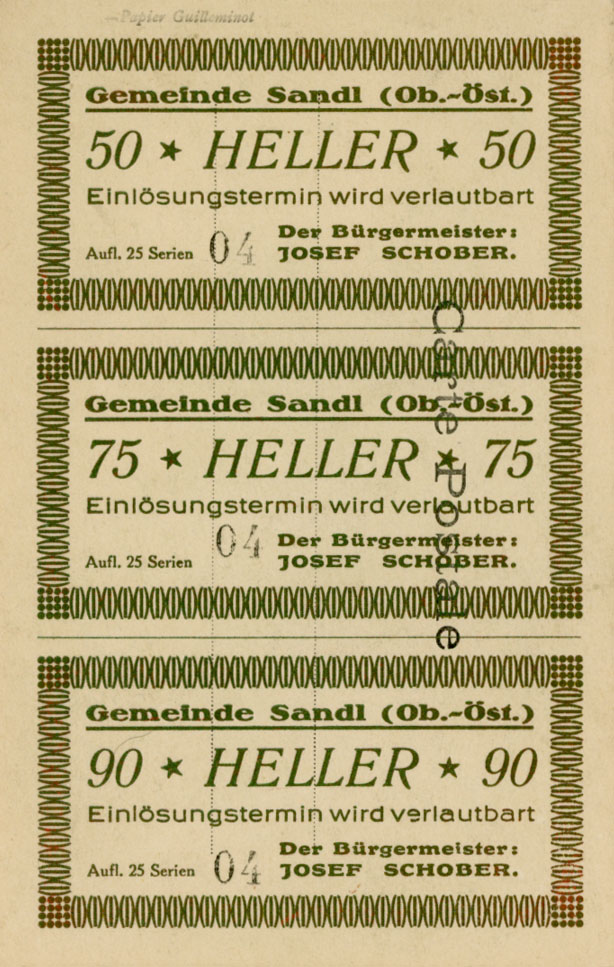 Papier Guilleminot
Gemeinde Sandl (Ob.-Öst.)
50 ★ HELLER ★ 50
Einlösungstermin wird verlautbart
Aufl. 25 Serien 04 Der Bürgermeister:
JOSEF SCHOBER.
Gemeinde Sandl (Ob.-Öst.)
75 ★ HELLER ★ 75
Einlösungstermin wird verlautbart
Aufl. 25 Serien 04 Der Bürgermeister:
JOSEF SCHOBER.
Gemeinde Sandl (Ob.-Öst.)
90 ★ HELLER ★ 90
Einlösungstermin wird verlautbart
Aufl. 25 Serien 04 Der Bürgermeister:
JOSEF SCHOBER.
Carte Postale